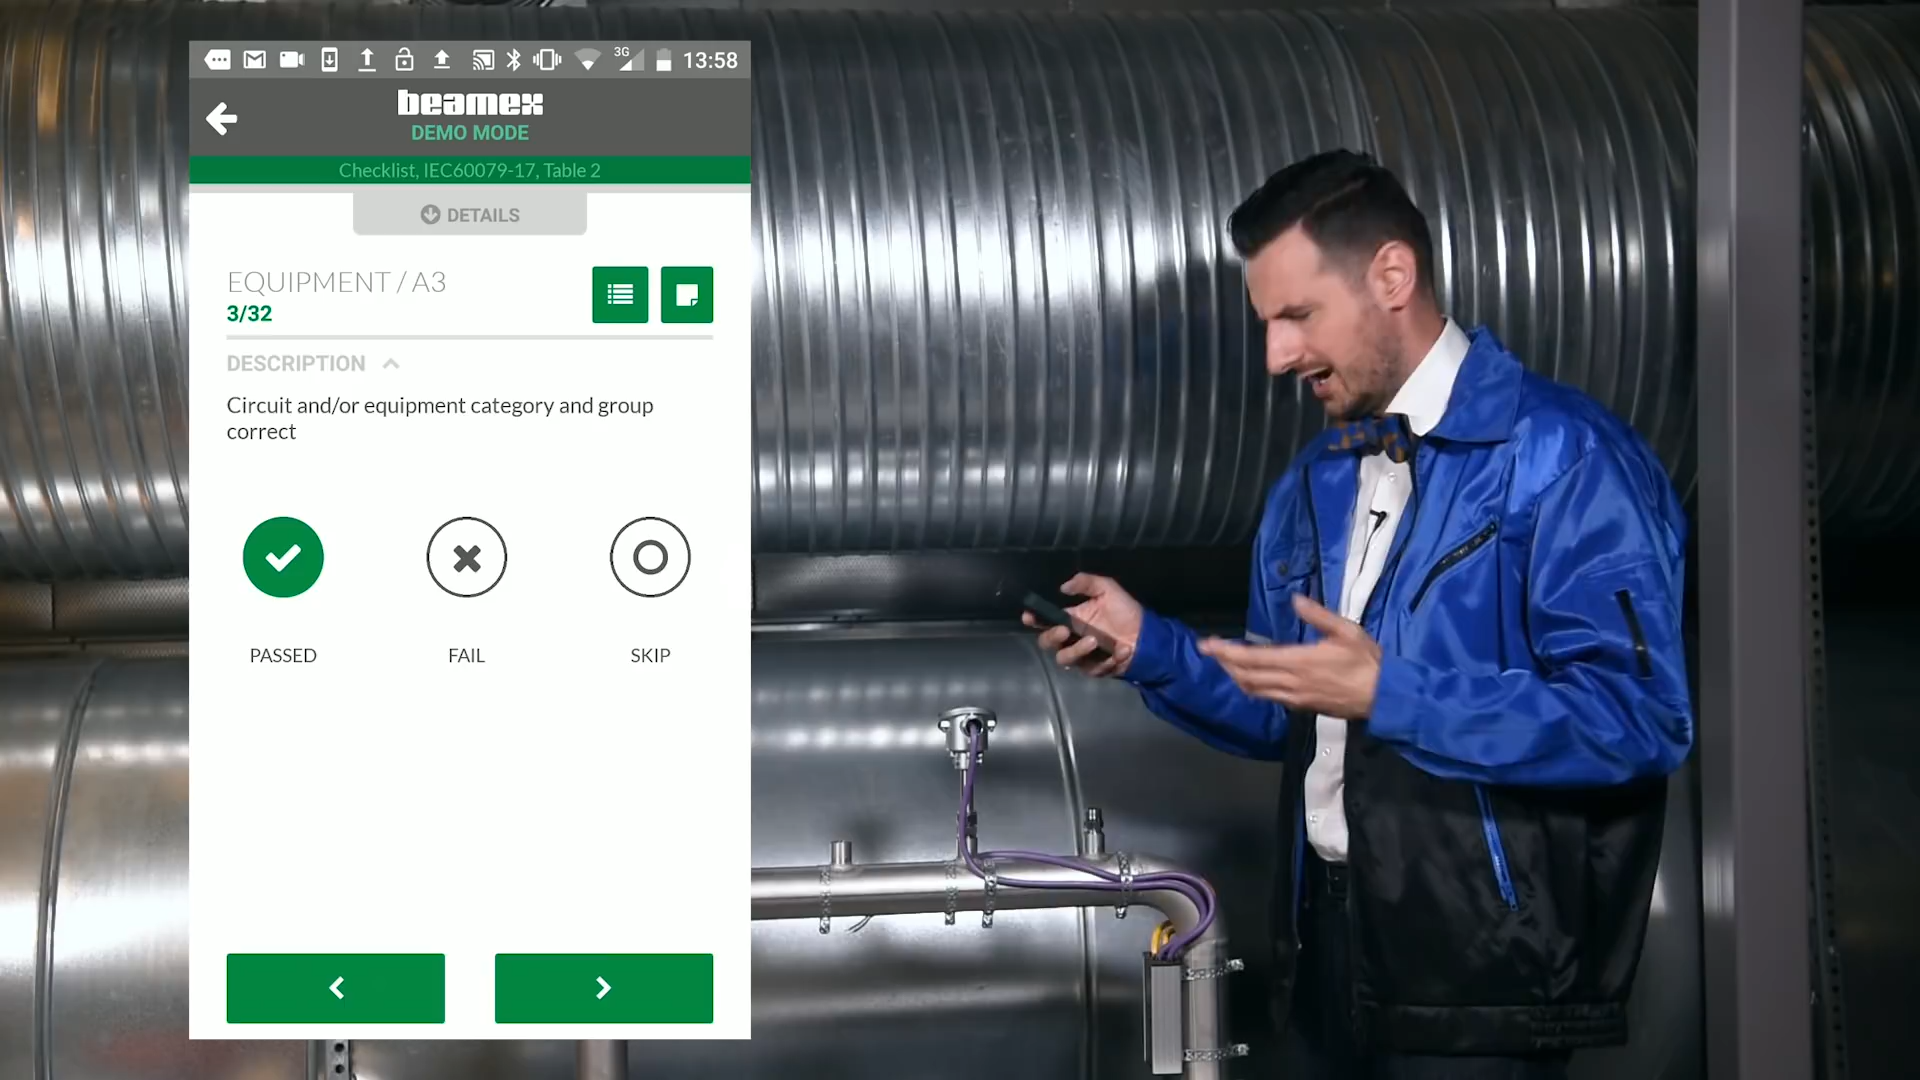 3G
13:58
beamex
DEMO MODE
Checklist, IEC60079-17, Table 2
DETAILS
EQUIPMENT / A3
3/32
DESCRIPTION
Circuit and/or equipment category and group
correct
PASSED
FAIL
SKIP